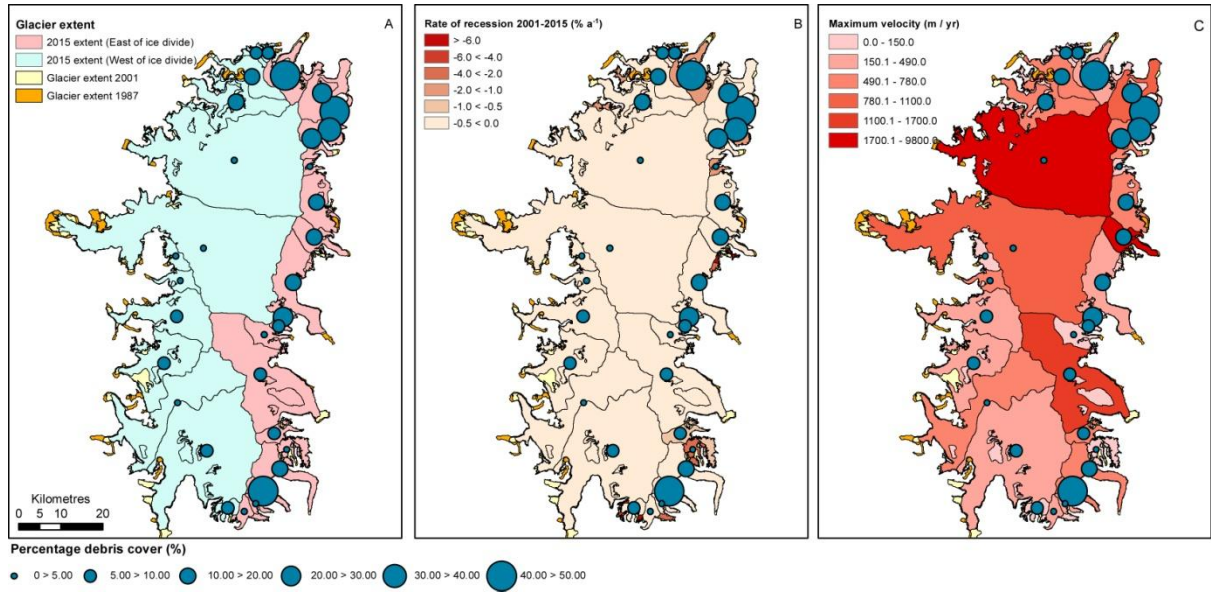 Glacier extent
A
2015 extent (East of ice divide)
2015 extent (West of ice divide)
Glacier extent 2001
Glacier extent 1987
Kilometres
0 5 10 20
Rate of recession 2001-2015 (% a⁻¹)
B
> -6.0
-6.0 < -4.0
-4.0 < -2.0
-2.0 < -1.0
-1.0 < -0.5
-0.5 < 0.0
Maximum velocity (m / yr)
C
0.0 - 150.0
150.1 - 490.0
490.1 - 780.0
780.1 - 1100.0
1100.1 - 1700.0
1700.1 - 9800.0
Percentage debris cover (%)
0 > 5.00 5.00 > 10.00 10.00 > 20.00 20.00 > 30.00 30.00 > 40.00 40.00 > 50.00